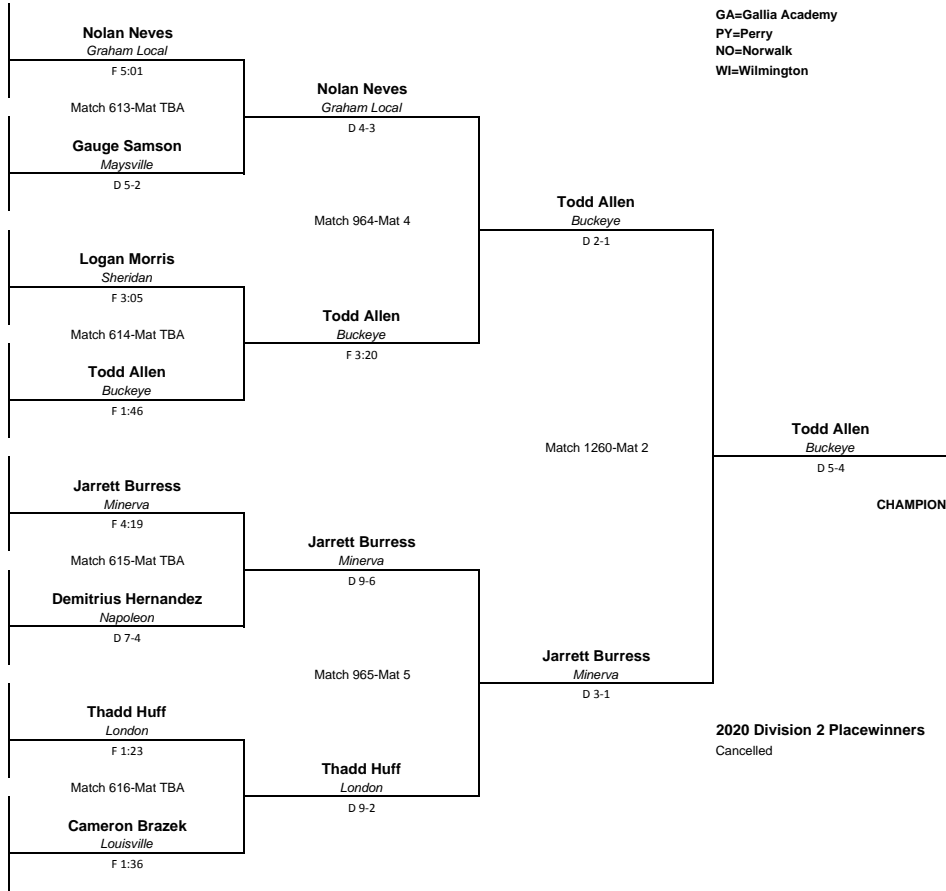 GA=Gallia Academy
PY=Perry
NO=Norwalk
WI=Wilmington
Nolan Neves
Graham Local
F 5:01
Match 613-Mat TBA
Gauge Samson
Maysville
D 5-2
Logan Morris
Sheridan
F 3:05
Match 614-Mat TBA
Todd Allen
Buckeye
F 1:46
Jarrett Burress
Minerva
F 4:19
Match 615-Mat TBA
Demitrius Hernandez
Napoleon
D 7-4
Thadd Huff
London
F 1:23
Match 616-Mat TBA
Cameron Brazek
Louisville
F 1:36
Nolan Neves
Graham Local
D 4-3
Match 964-Mat 4
Todd Allen
Buckeye
F 3:20
Jarrett Burress
Minerva
D 9-6
Match 965-Mat 5
Thadd Huff
London
D 9-2
Todd Allen
Buckeye
D 2-1
Match 1260-Mat 2
Jarrett Burress
Minerva
D 3-1
Todd Allen
Buckeye
D 5-4
CHAMPION
2020 Division 2 Placewinners
Cancelled